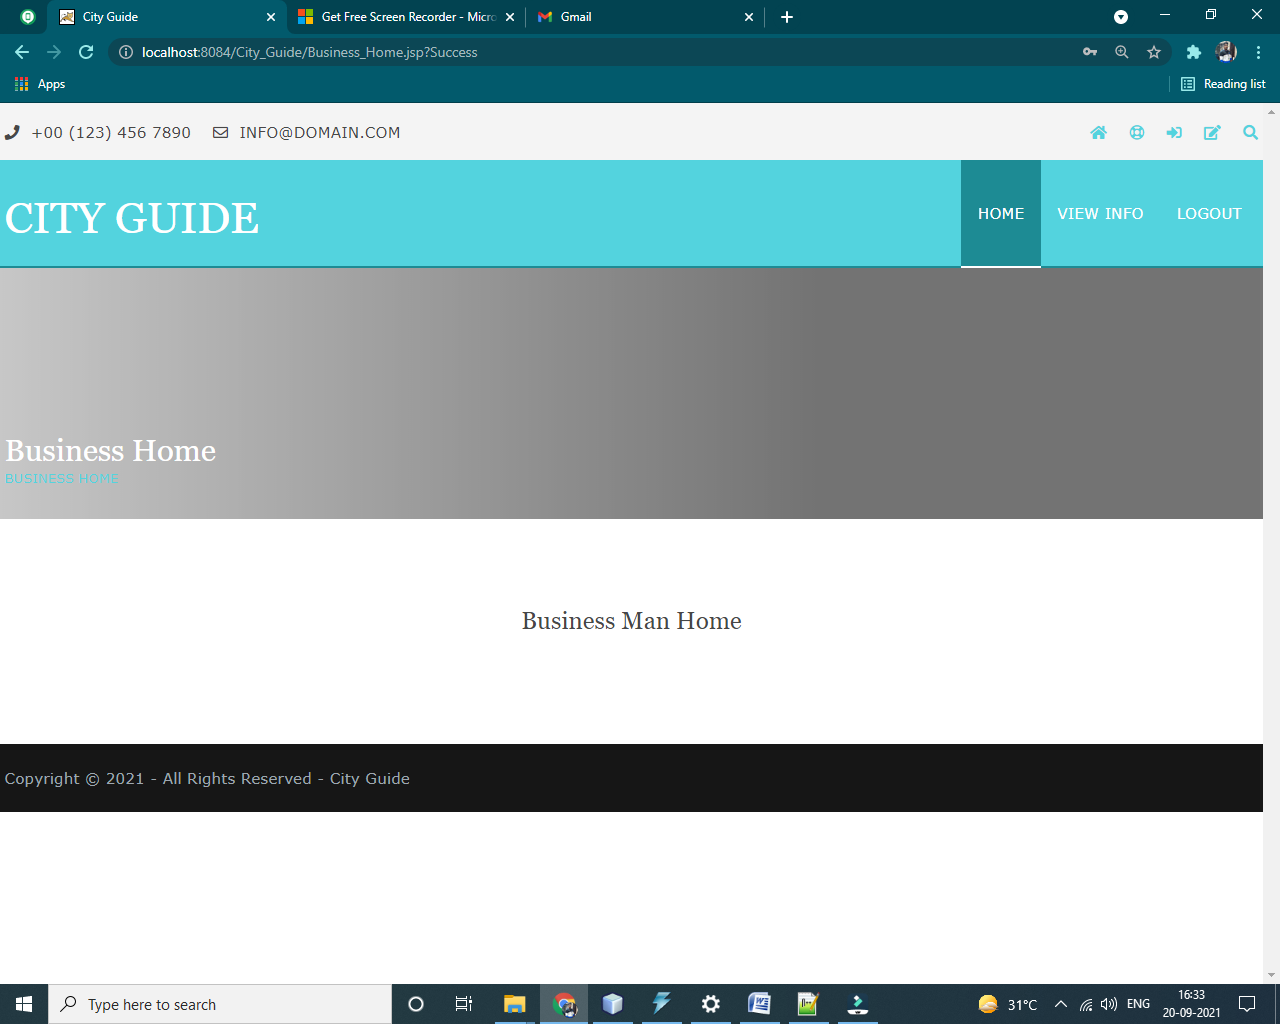 City Guide
Get Free Screen Recorder - Micro
Gmail
localhost:8084/City_Guide/Business_Home.jsp?Success
Apps
Reading list
+00 (123) 456 7890
INFO@DOMAIN.COM
CITY GUIDE
HOME
VIEW INFO
LOGOUT
Business Home
BUSINESS HOME
Business Man Home
Copyright © 2021 - All Rights Reserved - City Guide
Type here to search
31°C
ENG
16:33
20-09-2021